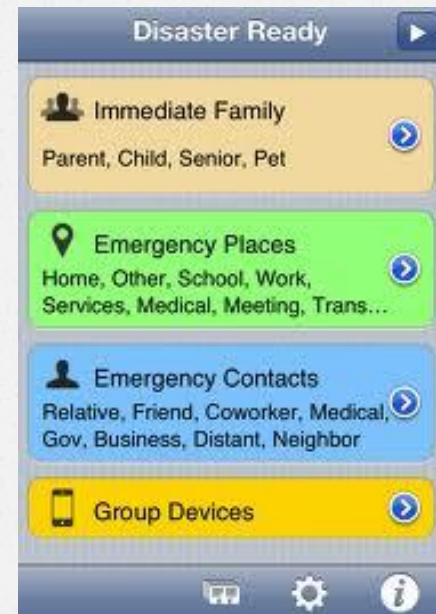 Disaster Ready
Immediate Family
Parent, Child, Senior, Pet
Emergency Places
Home, Other, School, Work,
Services, Medical, Meeting, Trans...
Emergency Contacts
Relative, Friend, Coworker, Medical,
Gov, Business, Distant, Neighbor
Group Devices